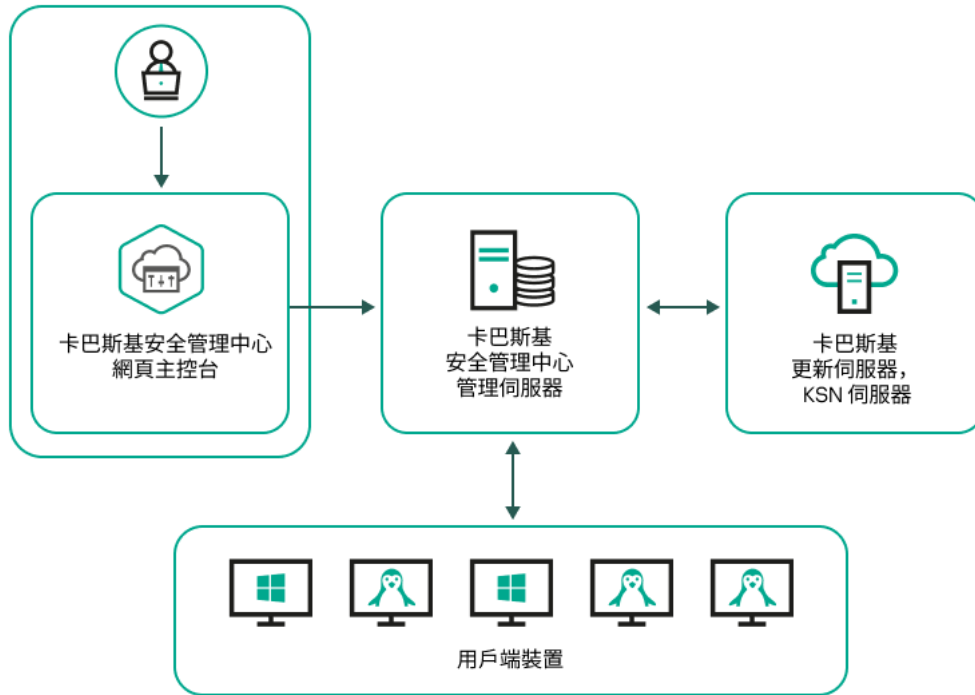 卡巴斯基安全管理中心
網頁主控台
卡巴斯基
安全管理中心
管理伺服器
卡巴斯基
更新伺服器，
KSN 伺服器
用戶端裝置